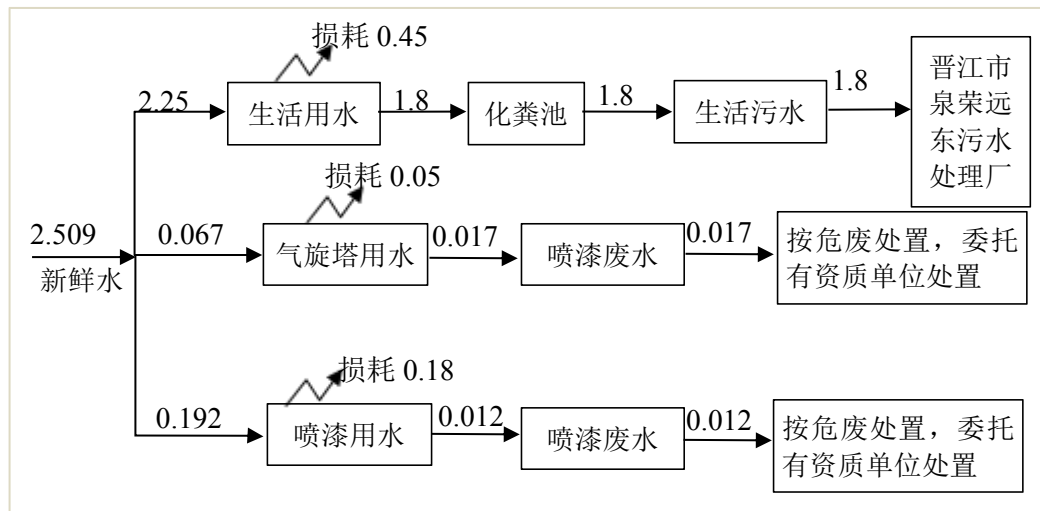 损耗 0.45
2.25
生活用水
1.8
化粪池
1.8
生活污水
1.8
晋江市
泉荣远
东污水
处理厂
损耗 0.05
2.509
新鲜水
0.067
气旋塔用水
0.017
喷漆废水
0.017
按危废处置，委托
有资质单位处置
损耗 0.18
0.192
喷漆用水
0.012
喷漆废水
0.012
按危废处置，委托
有资质单位处置